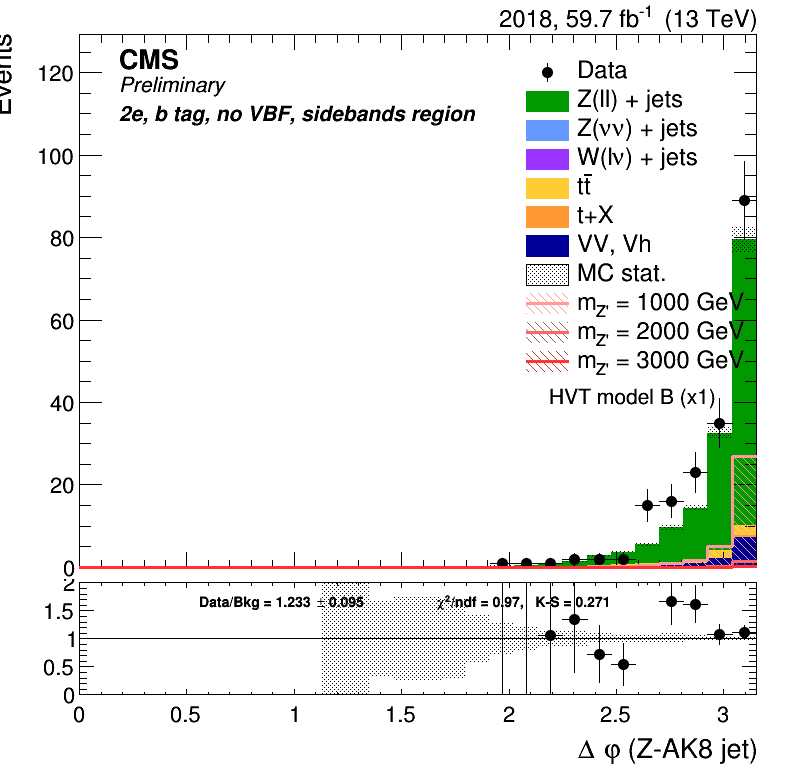 2018, 59.7 fb⁻¹ (13 TeV)
Events
CMS
Preliminary
2e, b tag, no VBF, sidebands region
Data
Z(ll) + jets
Z(νν) + jets
W(lν) + jets
tt̄
t+X
VV, Vh
MC stat.
m_Z' = 1000 GeV
m_Z' = 2000 GeV
m_Z' = 3000 GeV
HVT model B (x1)
120
100
80
60
40
20
0
Data/Bkg = 1.233 ± 0.095 χ²/ndf = 0.97, K-S = 0.271
2
1.5
1
0.5
0
0 0.5 1 1.5 2 2.5 3
Δ φ (Z-AK8 jet)